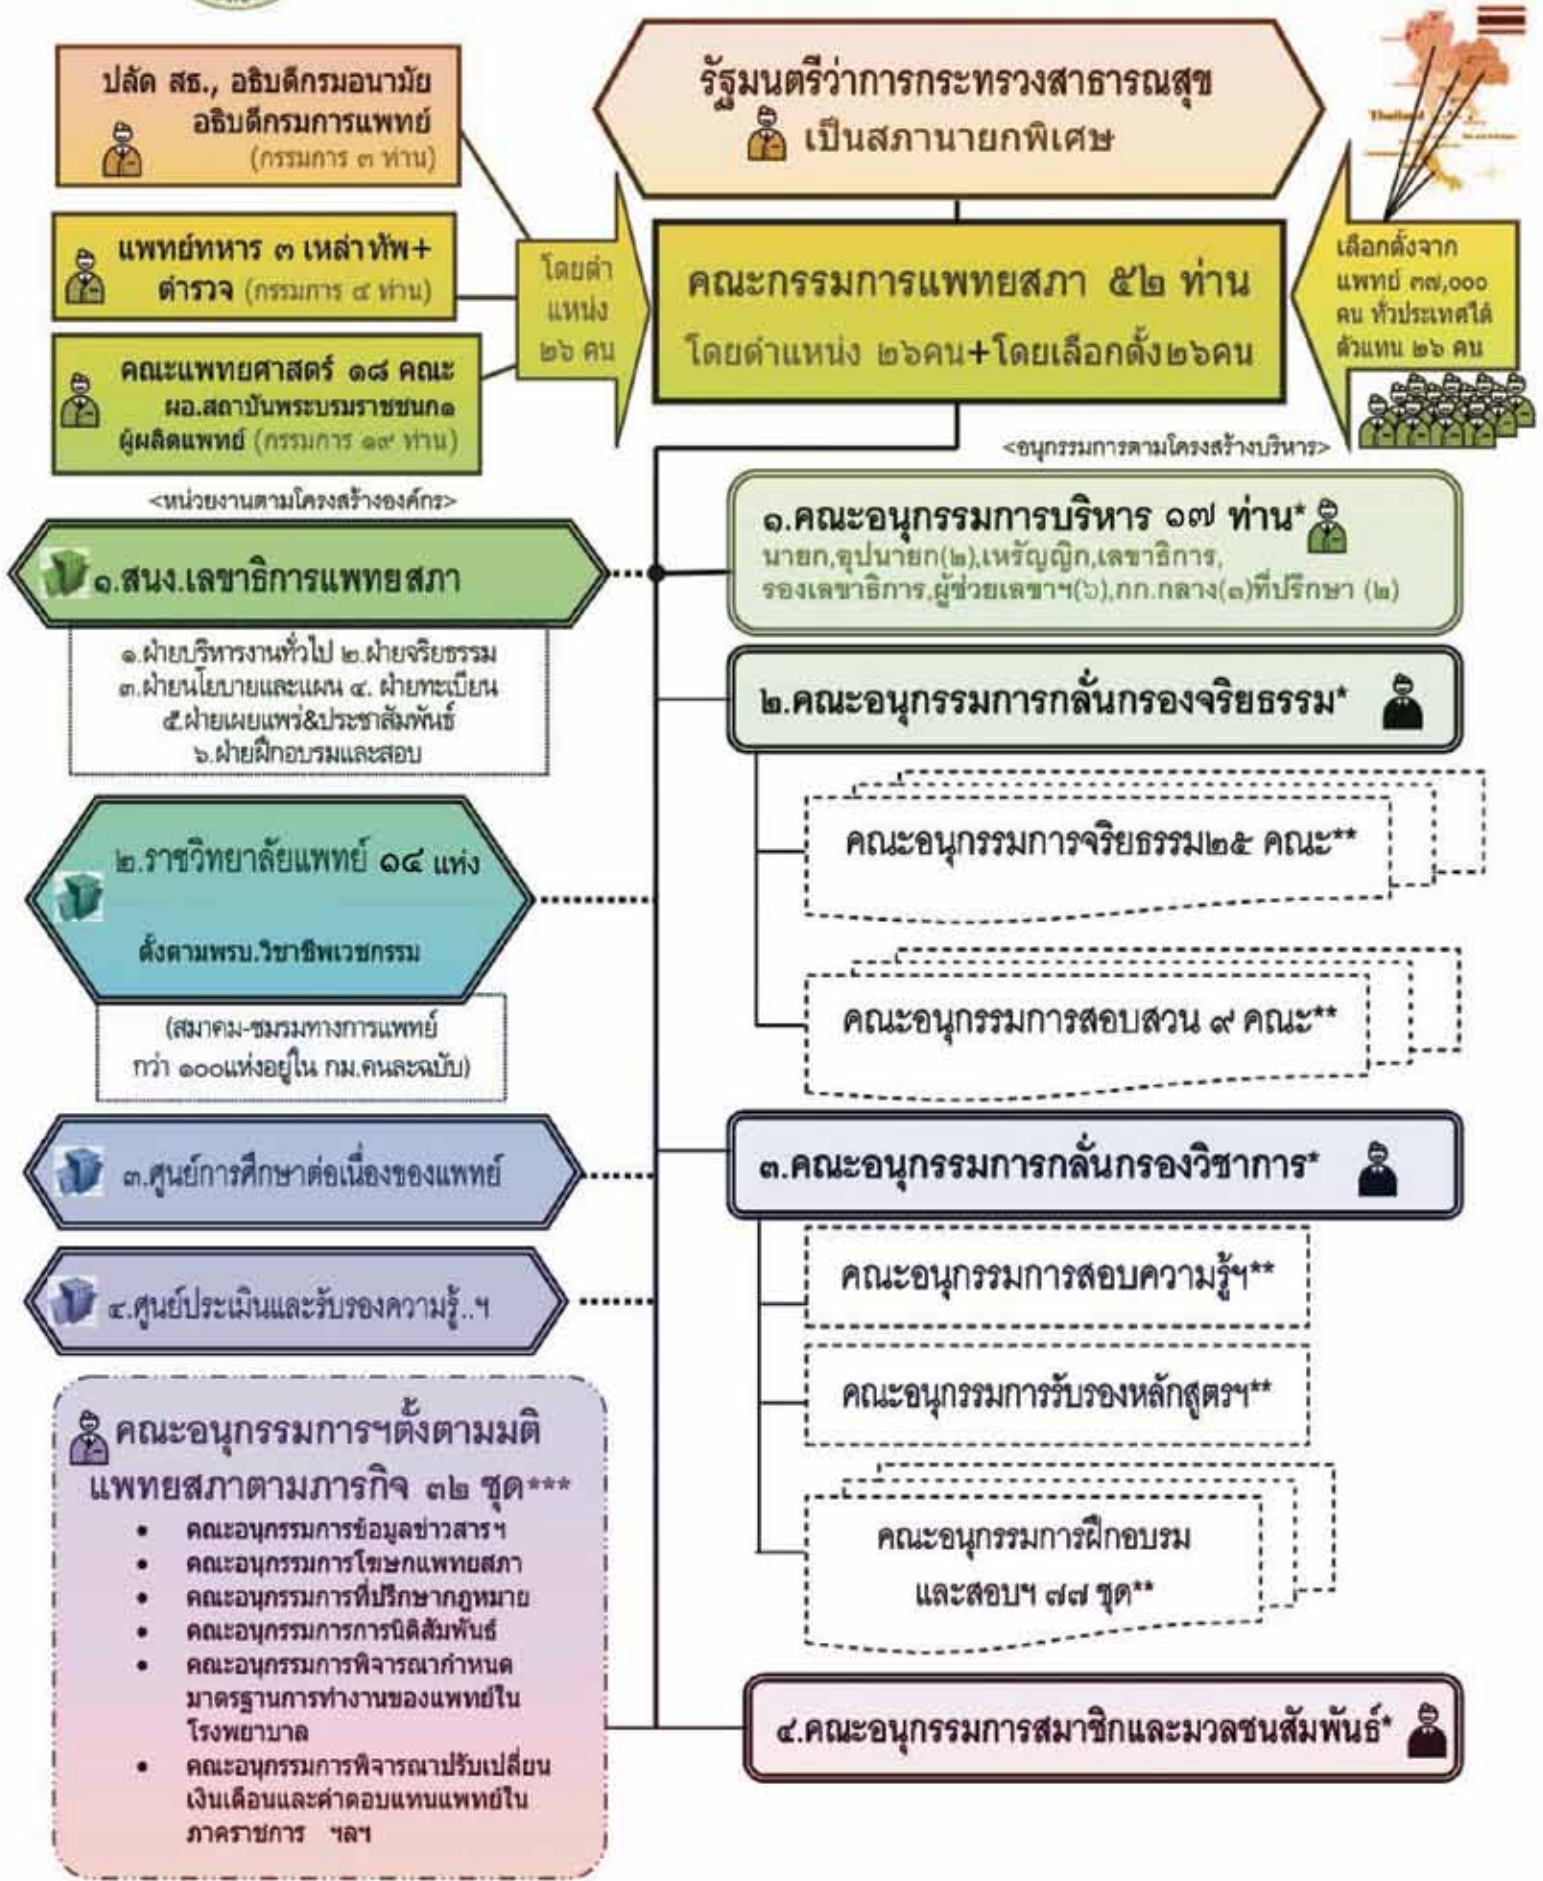 ปลัด สธ., อธิบดีกรมอนามัย
อธิบดีกรมการแพทย์
(กรรมการ ๓ ท่าน)
รัฐมนตรีว่าการกระทรวงสาธารณสุข
เป็นสภานายกพิเศษ
Thailand
แพทย์ทหาร ๓ เหล่าทัพ+
ตำรวจ (กรรมการ ๔ ท่าน)
คณะแพทยศาสตร์ ๑๘ คณะ
ผอ.สถาบันพระบรมราชชนก๑
ผู้ผลิตแพทย์ (กรรมการ ๑๙ ท่าน)
โดยตำ
แหน่ง
๒๖ คน
คณะกรรมการแพทยสภา ๕๒ ท่าน
โดยตำแหน่ง ๒๖คน+โดยเลือกตั้ง๒๖คน
เลือกตั้งจาก
แพทย์ ๓๗,๐๐๐
คน ทั่วประเทศได้
ตัวแทน ๒๖ คน
<หน่วยงานตามโครงสร้างองค์กร>
๑.สนง.เลขาธิการแพทยสภา
๑.ฝ่ายบริหารงานทั่วไป ๒.ฝ่ายจริยธรรม
๓.ฝ่ายนโยบายและแผน ๔. ฝ่ายทะเบียน
๕.ฝ่ายเผยแพร่&ประชาสัมพันธ์
๖.ฝ่ายฝึกอบรมและสอบ
๒.ราชวิทยาลัยแพทย์ ๑๔ แห่ง
ตั้งตามพรบ.วิชาชีพเวชกรรม
(สมาคม-ชมรมทางการแพทย์
กว่า ๑๐๐แห่งอยู่ใน กม.คนละฉบับ)
๓.ศูนย์การศึกษาต่อเนื่องของแพทย์
๔.ศูนย์ประเมินและรับรองความรู้..ฯ
คณะอนุกรรมการฯตั้งตามมติ
แพทยสภาตามภารกิจ ๓๒ ชุด***
• คณะอนุกรรมการข้อมูลข่าวสารฯ
• คณะอนุกรรมการโฆษกแพทยสภา
• คณะอนุกรรมการที่ปรึกษากฎหมาย
• คณะอนุกรรมการการนิติสัมพันธ์
• คณะอนุกรรมการพิจารณากำหนด
มาตรฐานการทำงานของแพทย์ใน
โรงพยาบาล
• คณะอนุกรรมการพิจารณาปรับเปลี่ยน
เงินเดือนและค่าตอบแทนแพทย์ใน
ภาคราชการ ฯลฯ
<อนุกรรมการตามโครงสร้างบริหาร>
๑.คณะอนุกรรมการบริหาร ๑๗ ท่าน*
นายก,อุปนายก(๒),เหรัญญิก,เลขาธิการ,
รองเลขาธิการ,ผู้ช่วยเลขาฯ(๖),กก.กลาง(๓)ที่ปรึกษา (๒)
๒.คณะอนุกรรมการกลั่นกรองจริยธรรม*
คณะอนุกรรมการจริยธรรม๒๕ คณะ**
คณะอนุกรรมการสอบสวน ๙ คณะ**
๓.คณะอนุกรรมการกลั่นกรองวิชาการ*
คณะอนุกรรมการสอบความรู้ฯ**
คณะอนุกรรมการรับรองหลักสูตรฯ**
คณะอนุกรรมการฝึกอบรม
และสอบฯ ๗๗ ชุด**
๔.คณะอนุกรรมการสมาชิกและมวลชนสัมพันธ์*